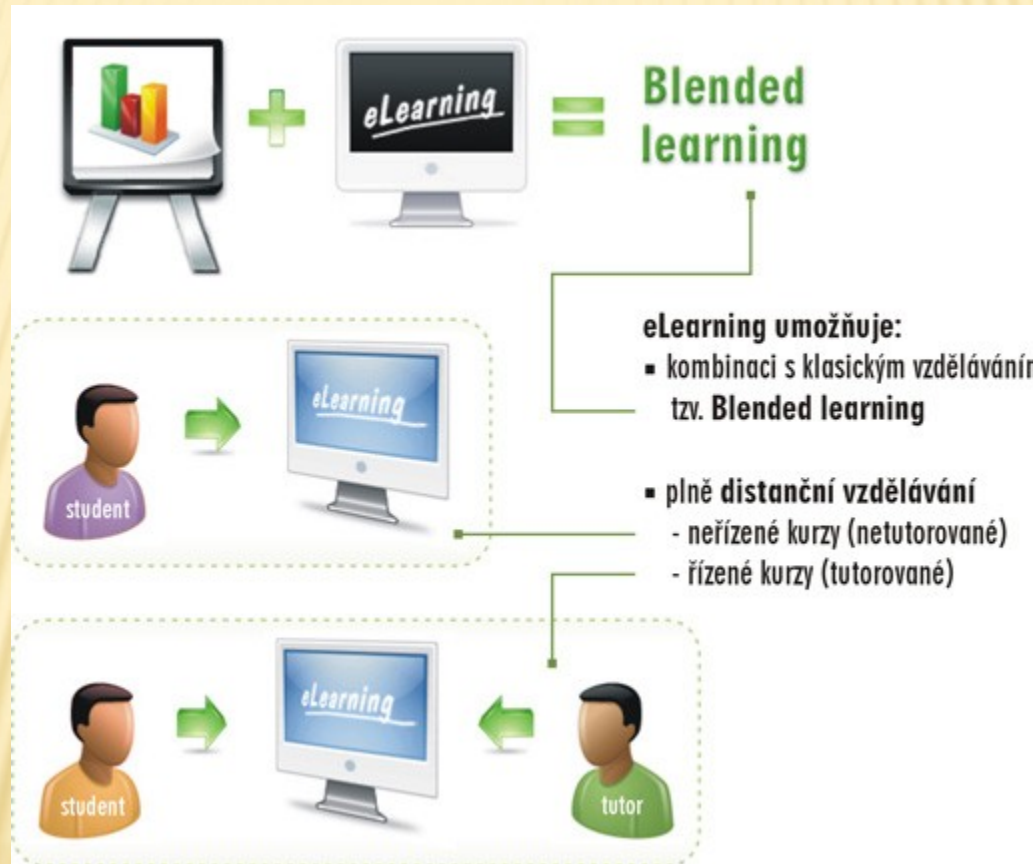 eLearning
Blended
learning
eLearning umožňuje:
▪ kombinaci s klasickým vzděláváním
tzv. Blended learning
eLearning
student
▪ plně distanční vzdělávání
- neřízené kurzy (netutorované)
- řízené kurzy (tutorované)
eLearning
student
tutor